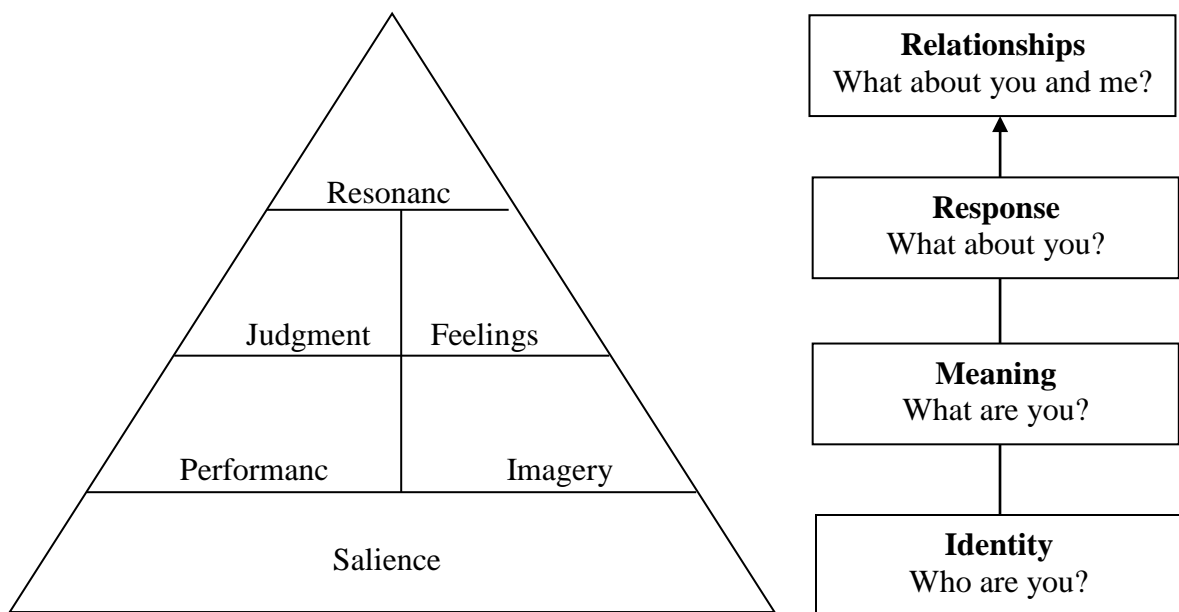 Relationships
What about you and me?
Resonanc
Response
What about you?
Judgment
Feelings
Meaning
What are you?
Performanc
Imagery
Identity
Who are you?
Salience